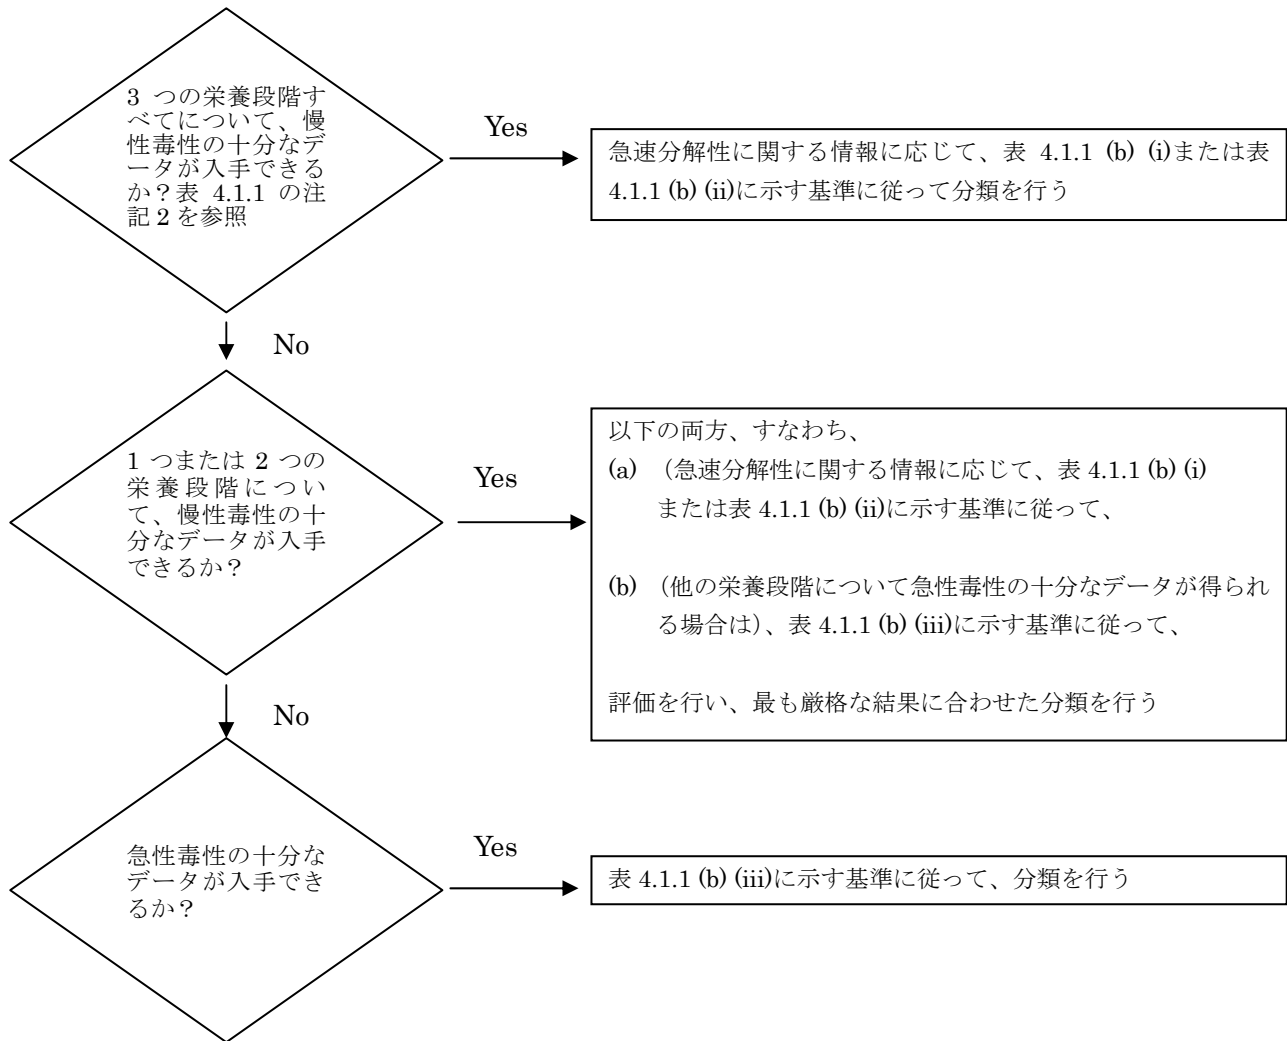 3 つの栄養段階す
べてについて、慢
性毒性の十分なデ
ータが入手できる
か？表 4.1.1 の注
記 2 を参照
Yes
急速分解性に関する情報に応じて、表 4.1.1 (b) (i)または表
4.1.1 (b) (ii)に示す基準に従って分類を行う
No
1 つまたは 2 つの
栄養段階につい
て、慢性毒性の十
分なデータが入手
できるか？
Yes
以下の両方、すなわち、
(a) （急速分解性に関する情報に応じて、表 4.1.1 (b) (i)
または表 4.1.1 (b) (ii)に示す基準に従って、
(b) （他の栄養段階について急性毒性の十分なデータが得られ
る場合は）、表 4.1.1 (b) (iii)に示す基準に従って、
評価を行い、最も厳格な結果に合わせた分類を行う
No
急性毒性の十分な
データが入手でき
るか？
Yes
表 4.1.1 (b) (iii)に示す基準に従って、分類を行う